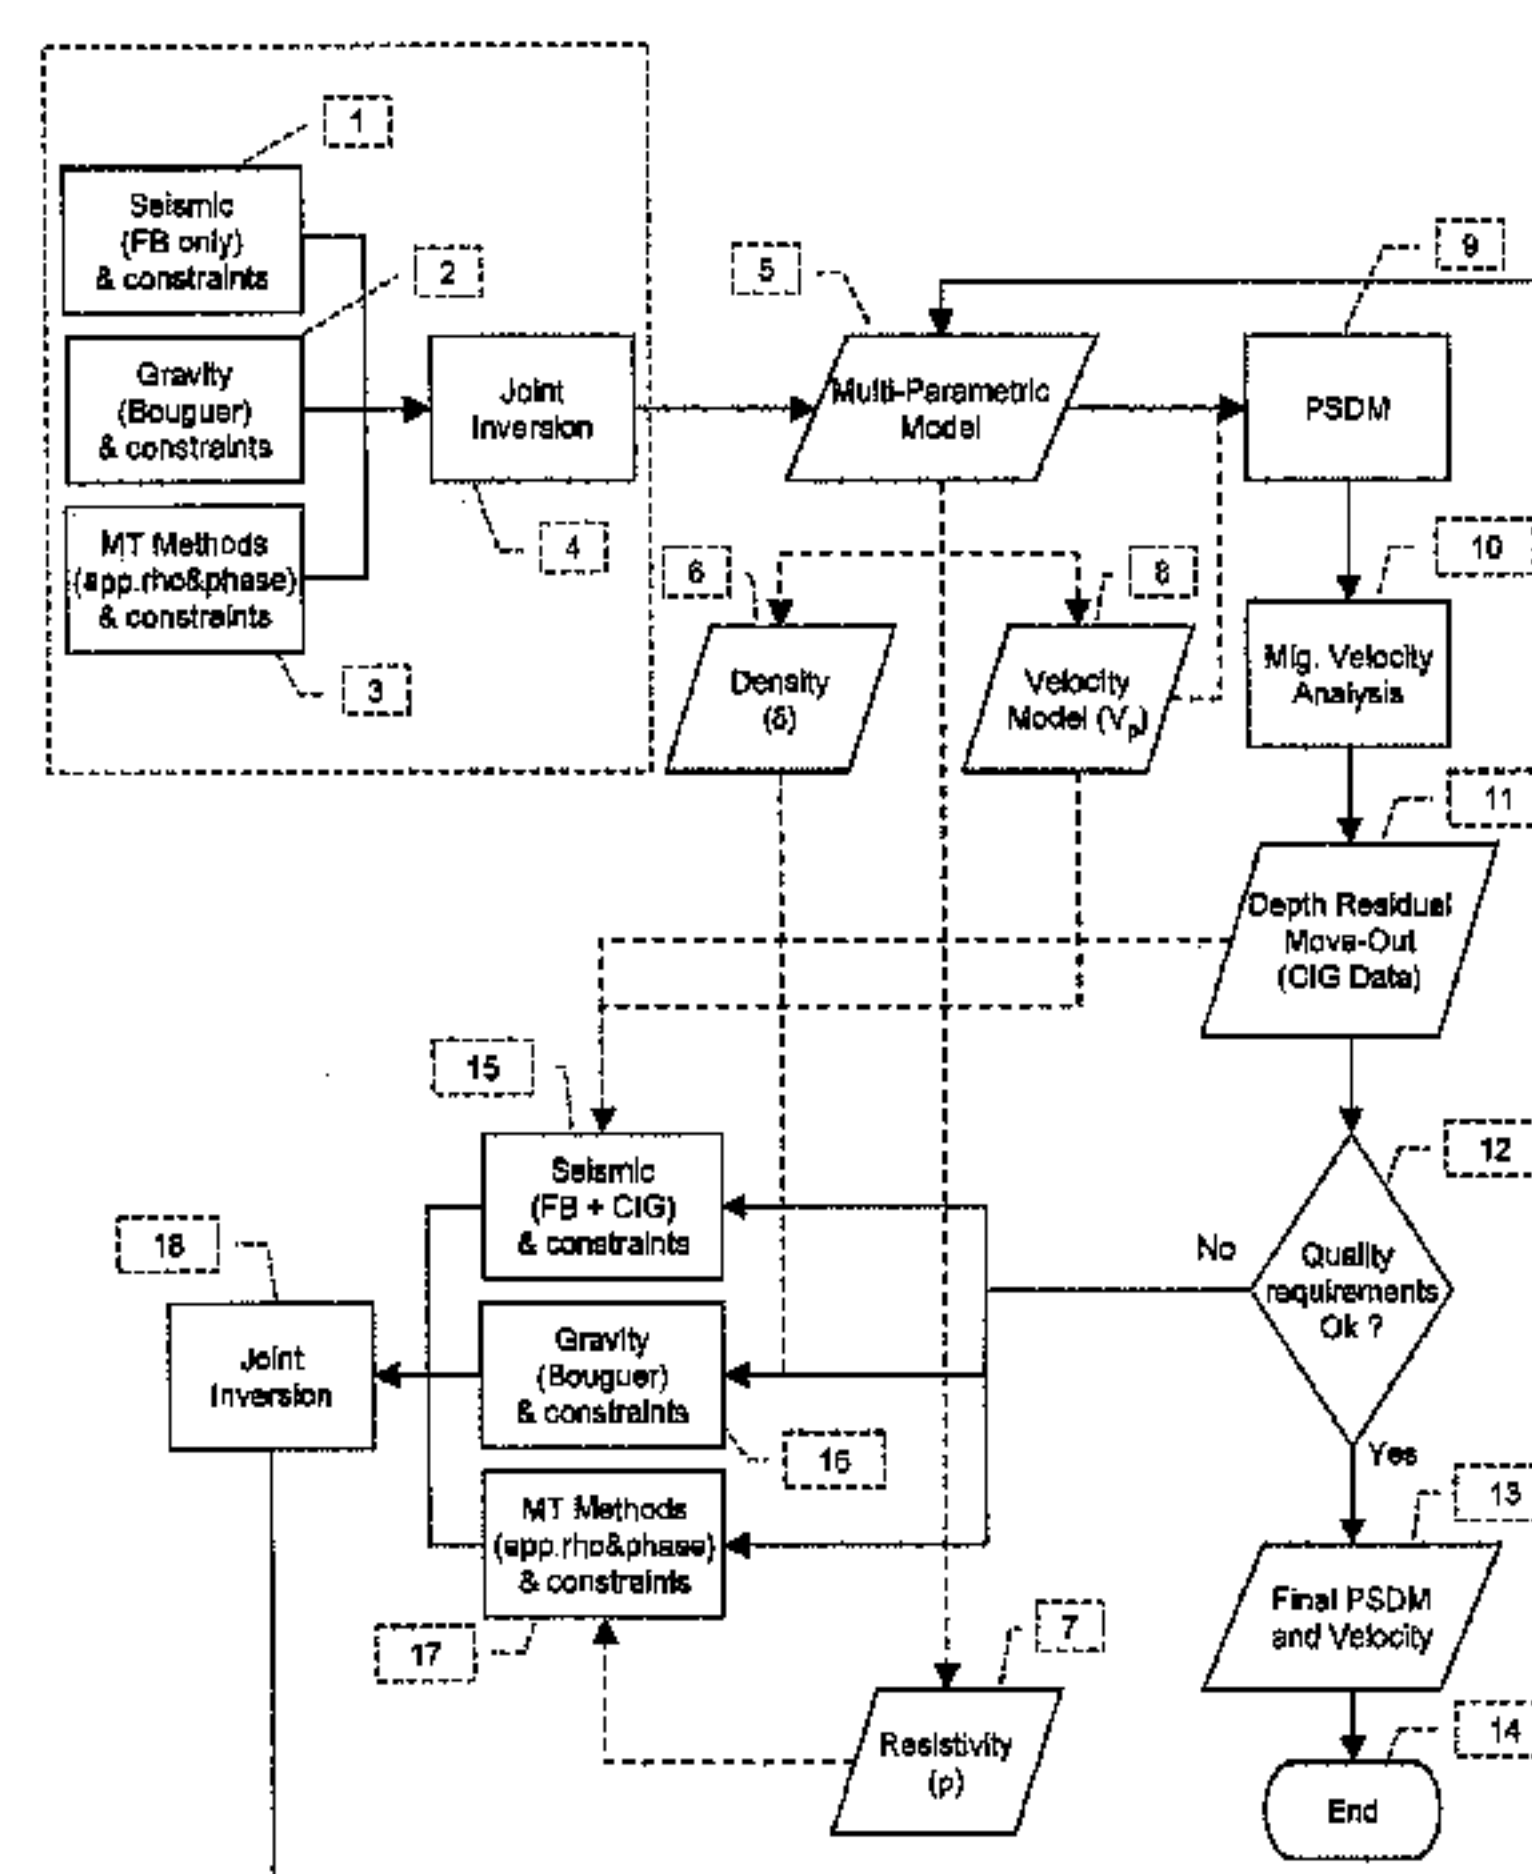 1
Seismic
(FB only)
& constraints
2
Gravity
(Bouguer)
& constraints
MT Methods
(app.rho&phase)
& constraints
3
Joint
Inversion
4
5
Multi-Parametric
Model
9
PSDM
6
Density
(δ)
8
Velocity
Model (Vp)
10
Mig. Velocity
Analysis
11
Depth Residual
Move-Out
(CIG Data)
12
Quality
requirements
Ok ?
No
Yes
13
Final PSDM
and Velocity
14
End
15
Seismic
(FB + CIG)
& constraints
Gravity
(Bouguer)
& constraints
16
MT Methods
(app.rho&phase)
& constraints
17
18
Joint
Inversion
7
Resistivity
(ρ)